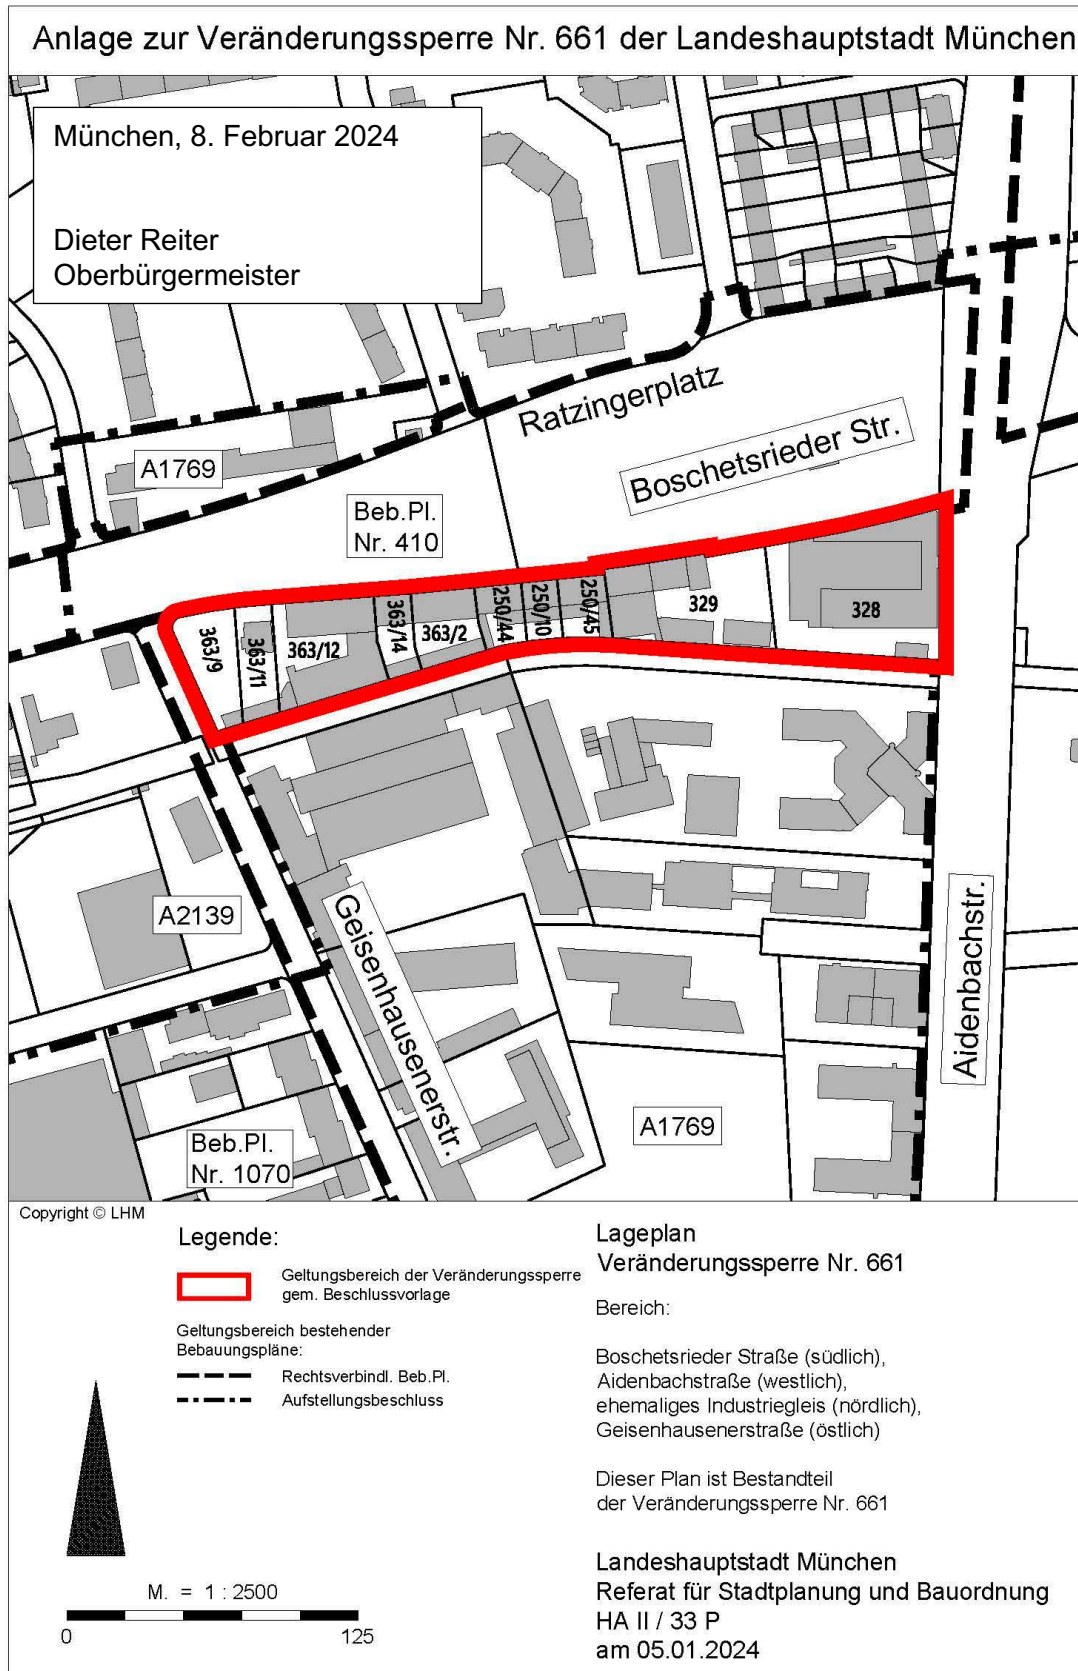 Anlage zur Veränderungssperre Nr. 661 der Landeshauptstadt München
München, 8. Februar 2024
Dieter Reiter
Oberbürgermeister
Ratzingerplatz
Boschetsrieder Str.
A1769
Beb.Pl.
Nr. 410
363/9
363/11
363/12
363/14
363/2
250/44
250/10
250/45
329
328
A2139
Geisenhausenerstr.
Aidenbachstr.
A1769
Beb.Pl.
Nr. 1070
Copyright © LHM
Legende:
Geltungsbereich der Veränderungssperre
gem. Beschlussvorlage
Geltungsbereich bestehender
Bebauungspläne:
Rechtsverbindl. Beb.Pl.
Aufstellungsbeschluss
M. = 1 : 2500
0 125
Lageplan
Veränderungssperre Nr. 661
Bereich:
Boschetsrieder Straße (südlich),
Aidenbachstraße (westlich),
ehemaliges Industriegleis (nördlich),
Geisenhausenerstraße (östlich)
Dieser Plan ist Bestandteil
der Veränderungssperre Nr. 661
Landeshauptstadt München
Referat für Stadtplanung und Bauordnung
HA II / 33 P
am 05.01.2024